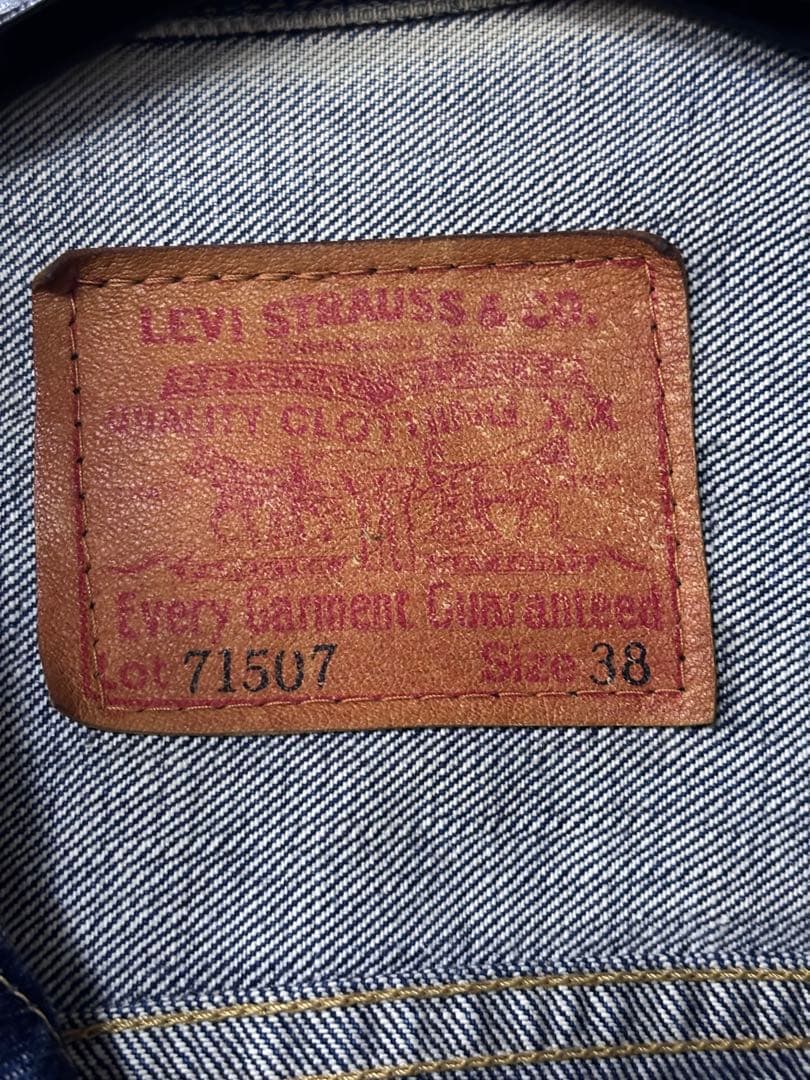 LEVI STRAUSS & CO.
QUALITY CLOTHING XX
Every Garment Guaranteed
Lot 71507 Size 38